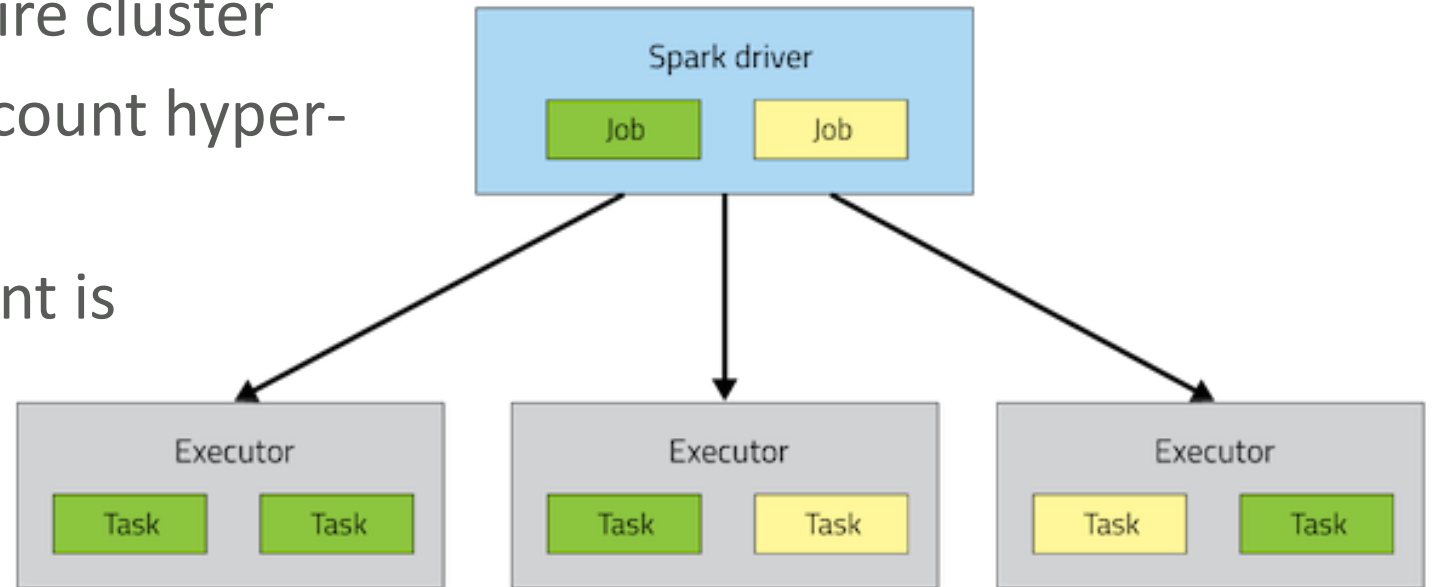 ire cluster
count hyper-
nt is
Spark driver
Job Job
Executor Executor Executor
Task Task Task Task Task Task